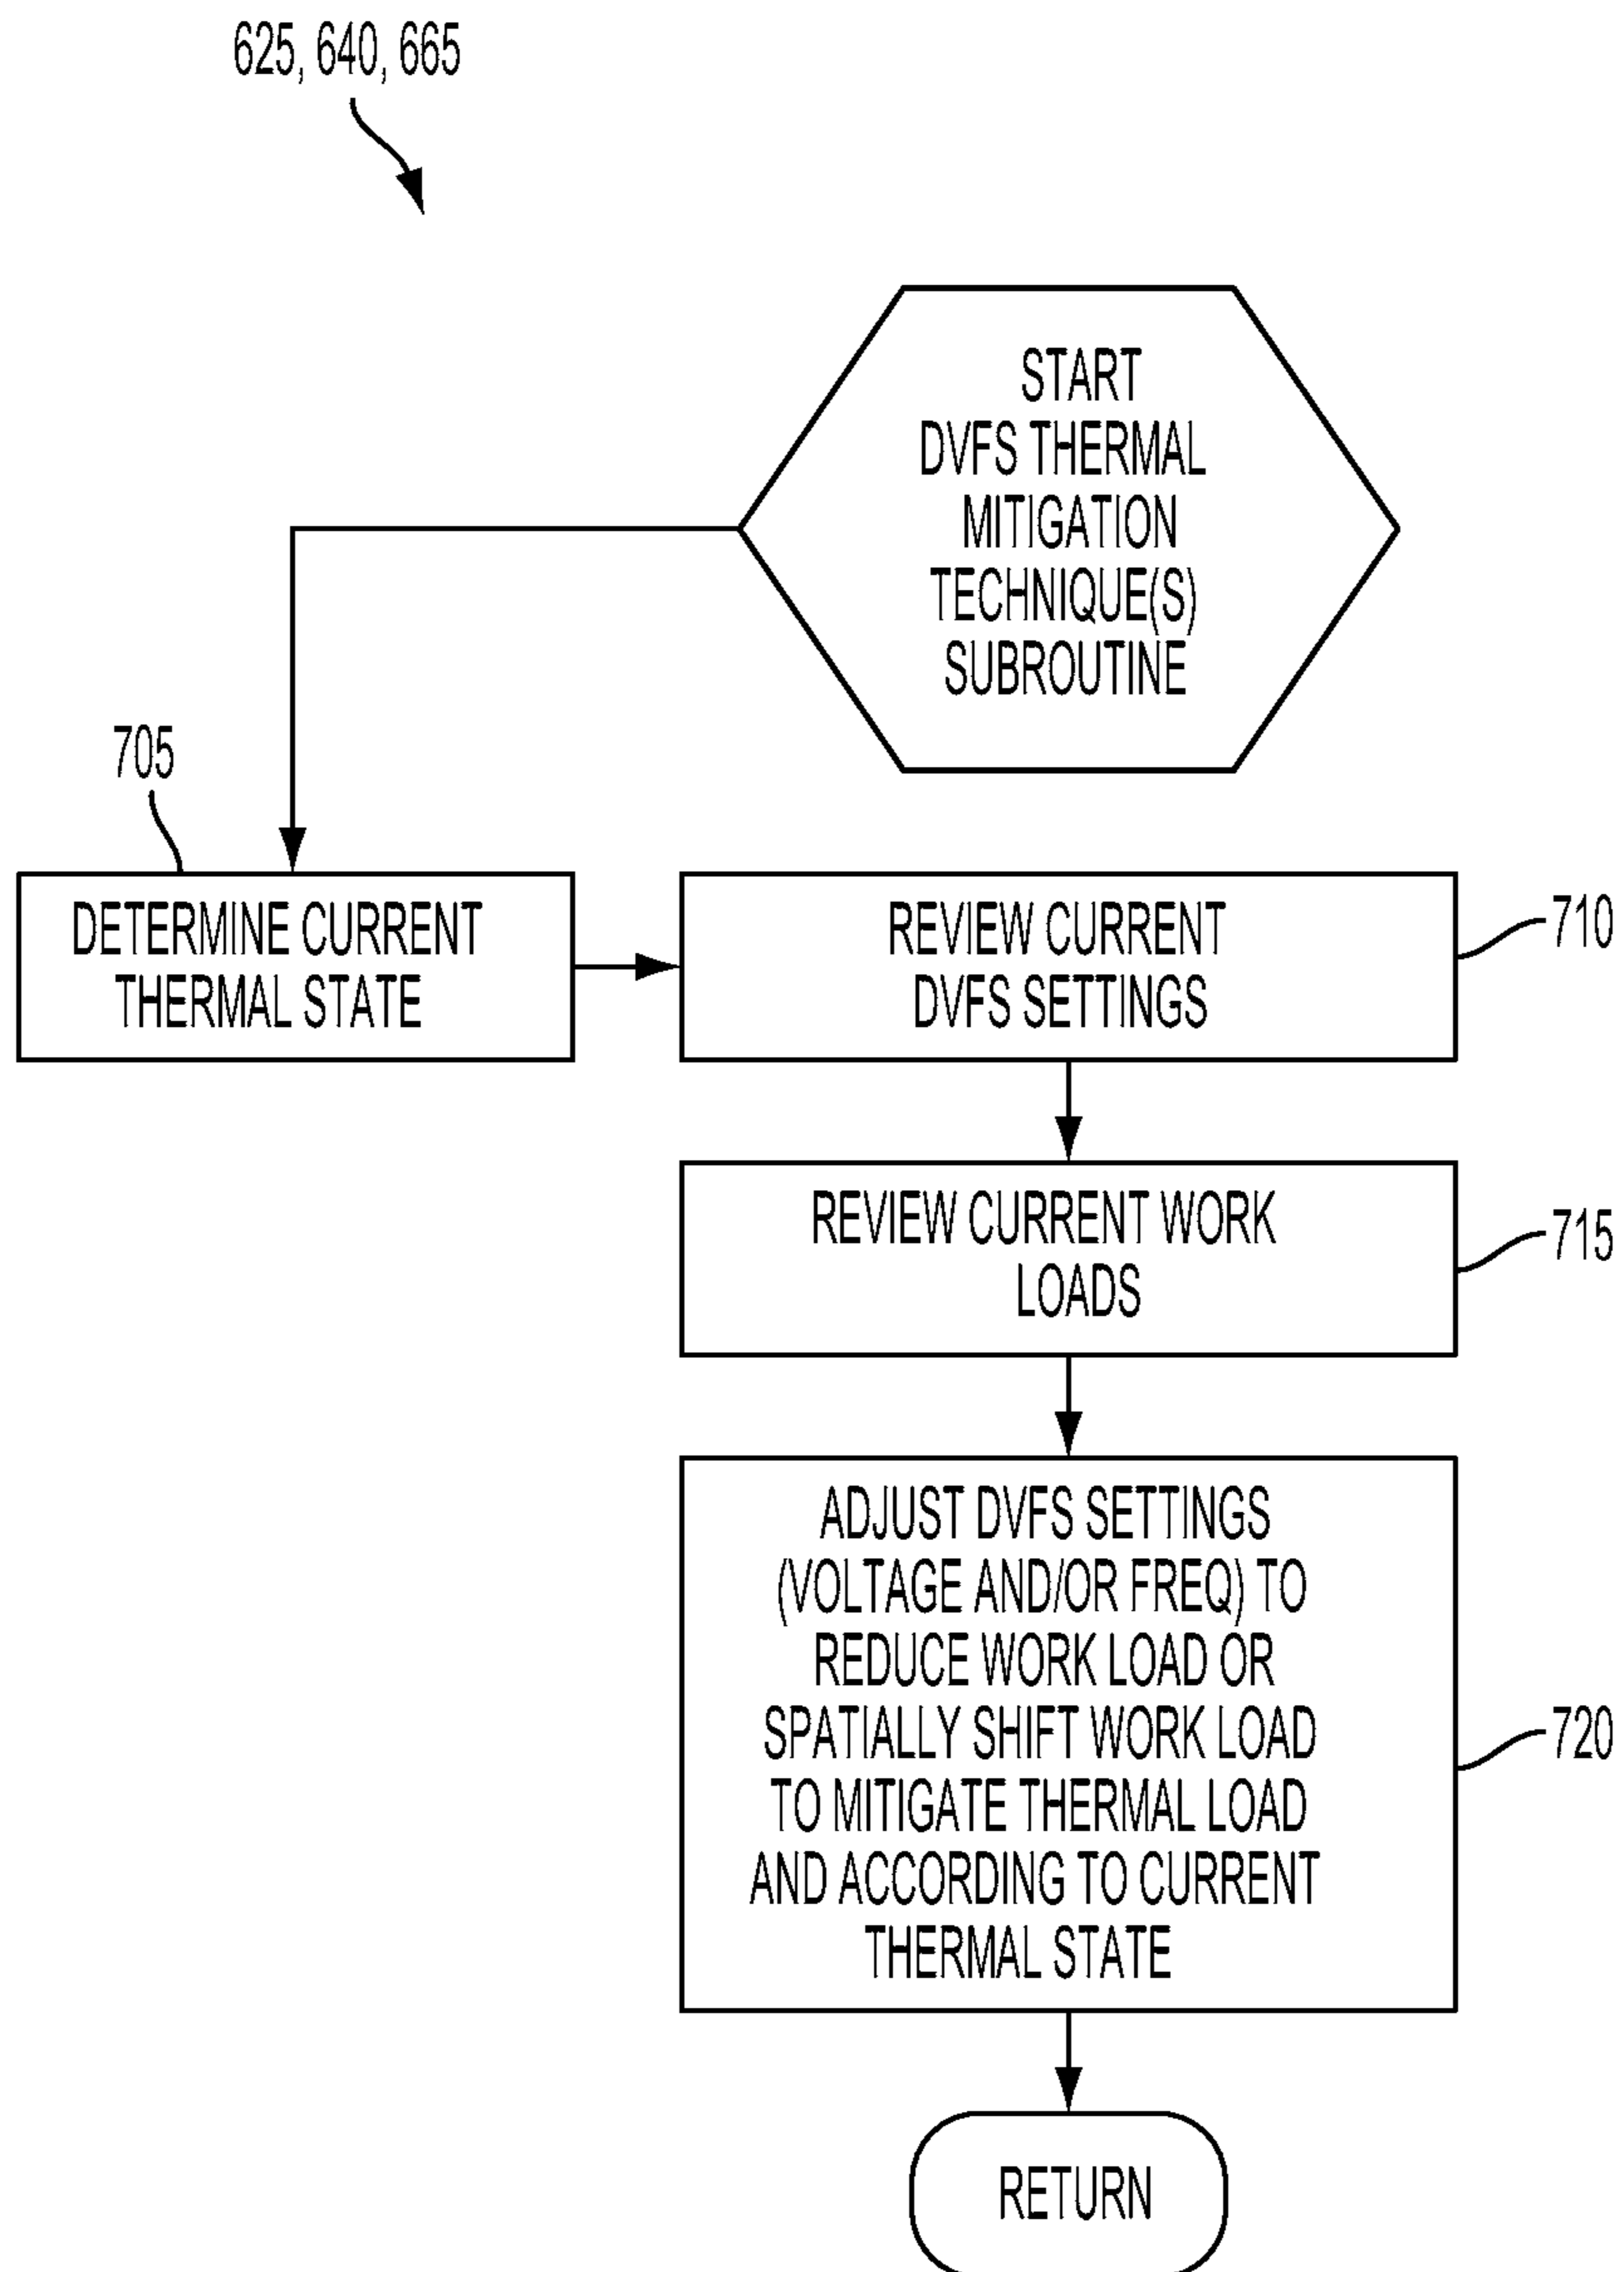 625, 640, 665
START
DVFS THERMAL
MITIGATION
TECHNIQUE(S)
SUBROUTINE
705
DETERMINE CURRENT
THERMAL STATE
REVIEW CURRENT
DVFS SETTINGS
710
REVIEW CURRENT WORK
LOADS
715
ADJUST DVFS SETTINGS
(VOLTAGE AND/OR FREQ) TO
REDUCE WORK LOAD OR
SPATIALLY SHIFT WORK LOAD
TO MITIGATE THERMAL LOAD
AND ACCORDING TO CURRENT
THERMAL STATE
720
RETURN